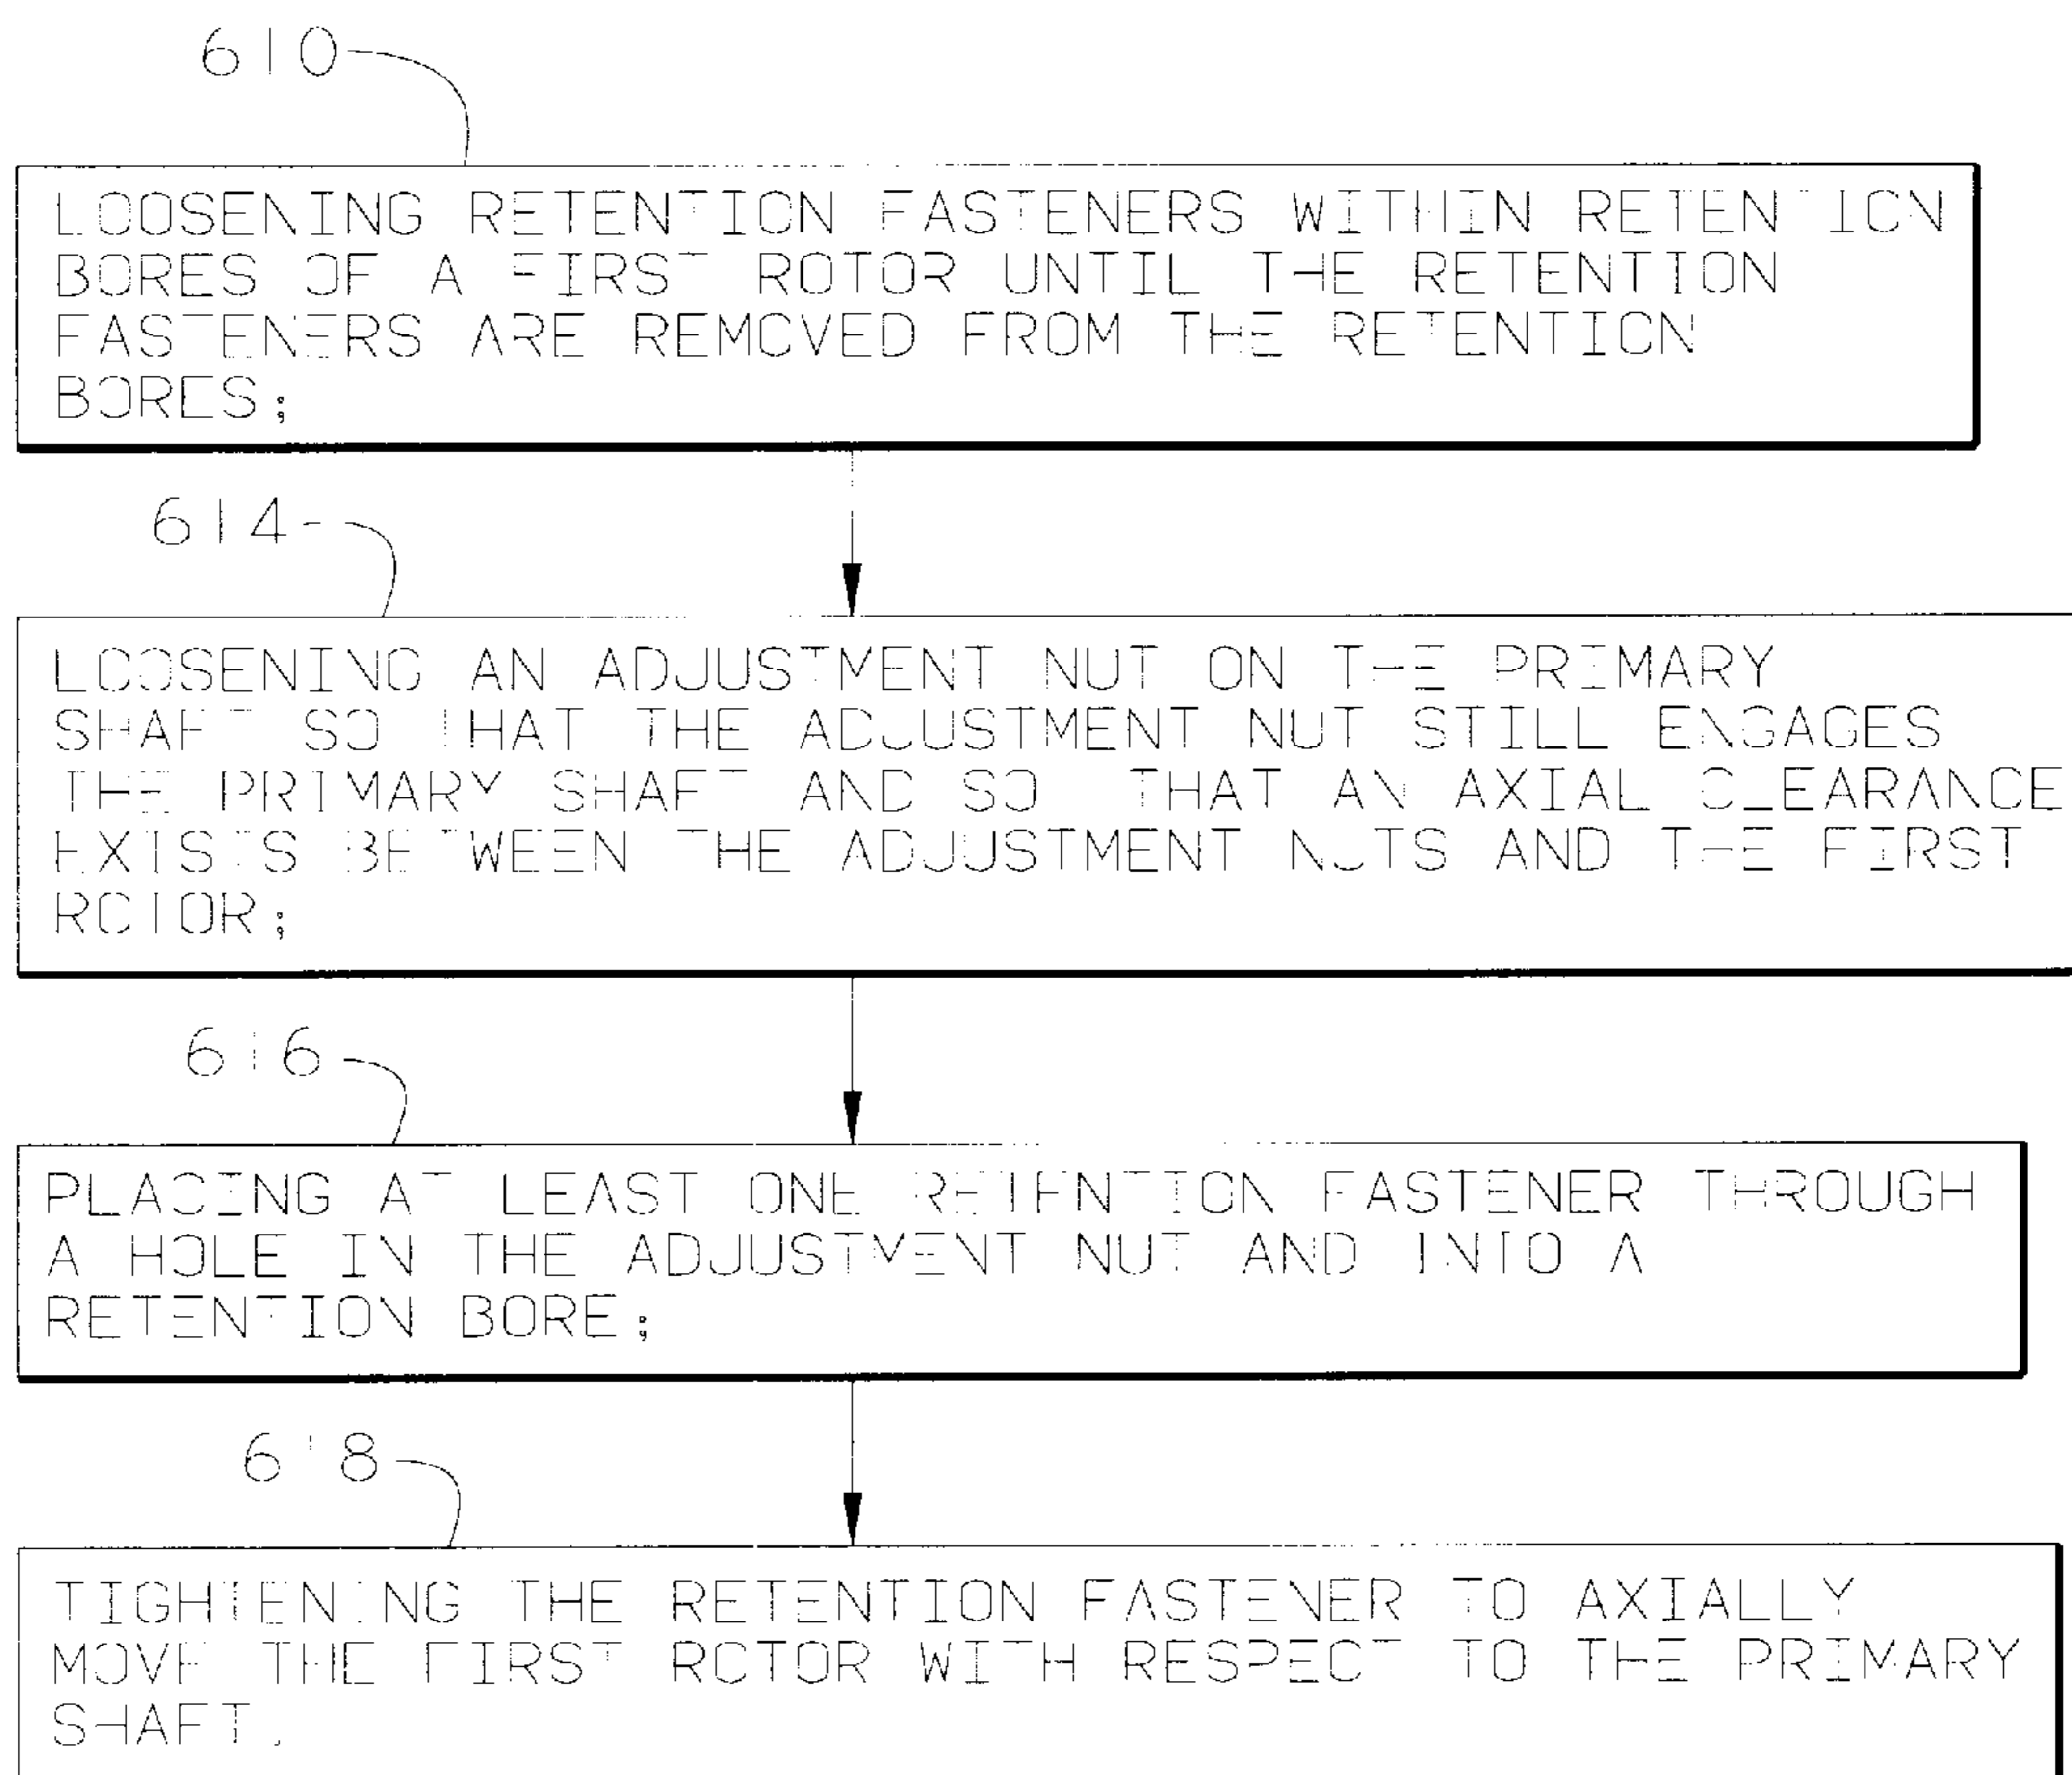 610
LOOSENING RETENTION FASTENERS WITHIN RETENTION
BORES OF A FIRST ROTOR UNTIL THE RETENTION
FASTENERS ARE REMOVED FROM THE RETENTION
BORES;
614
LOOSENING AN ADJUSTMENT NUT ON THE PRIMARY
SHAFT SO THAT THE ADJUSTMENT NUT STILL ENGAGES
THE PRIMARY SHAFT AND SO THAT AN AXIAL CLEARANCE
EXISTS BETWEEN THE ADJUSTMENT NUTS AND THE FIRST
ROTOR;
616
PLACING AT LEAST ONE RETENTION FASTENER THROUGH
A HOLE IN THE ADJUSTMENT NUT AND INTO A
RETENTION BORE;
618
TIGHTENING THE RETENTION FASTENER TO AXIALLY
MOVE THE FIRST ROTOR WITH RESPECT TO THE PRIMARY
SHAFT.